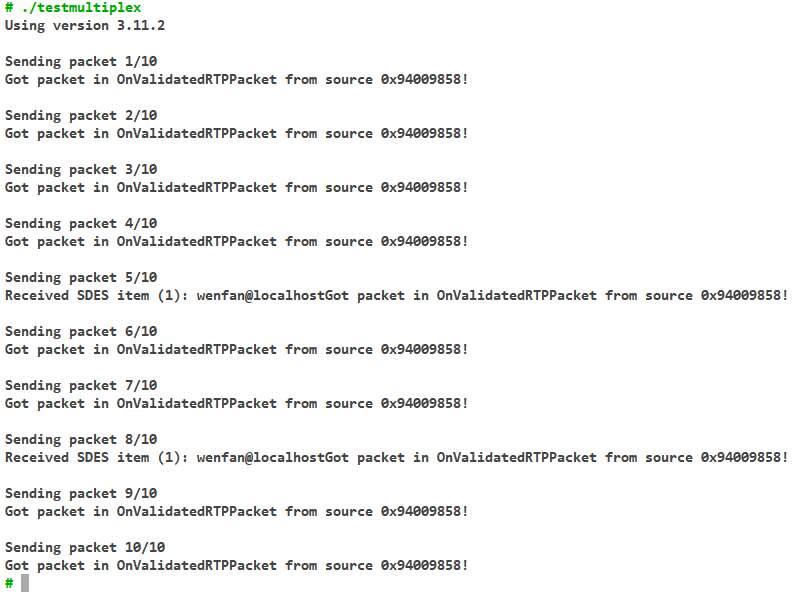 # ./testmultiplex
Using version 3.11.2
Sending packet 1/10
Got packet in OnValidatedRTPPacket from source 0x94009858!
Sending packet 2/10
Got packet in OnValidatedRTPPacket from source 0x94009858!
Sending packet 3/10
Got packet in OnValidatedRTPPacket from source 0x94009858!
Sending packet 4/10
Got packet in OnValidatedRTPPacket from source 0x94009858!
Sending packet 5/10
Received SDES item (1): wenfan@localhostGot packet in OnValidatedRTPPacket from source 0x94009858!
Sending packet 6/10
Got packet in OnValidatedRTPPacket from source 0x94009858!
Sending packet 7/10
Got packet in OnValidatedRTPPacket from source 0x94009858!
Sending packet 8/10
Received SDES item (1): wenfan@localhostGot packet in OnValidatedRTPPacket from source 0x94009858!
Sending packet 9/10
Got packet in OnValidatedRTPPacket from source 0x94009858!
Sending packet 10/10
Got packet in OnValidatedRTPPacket from source 0x94009858!
#